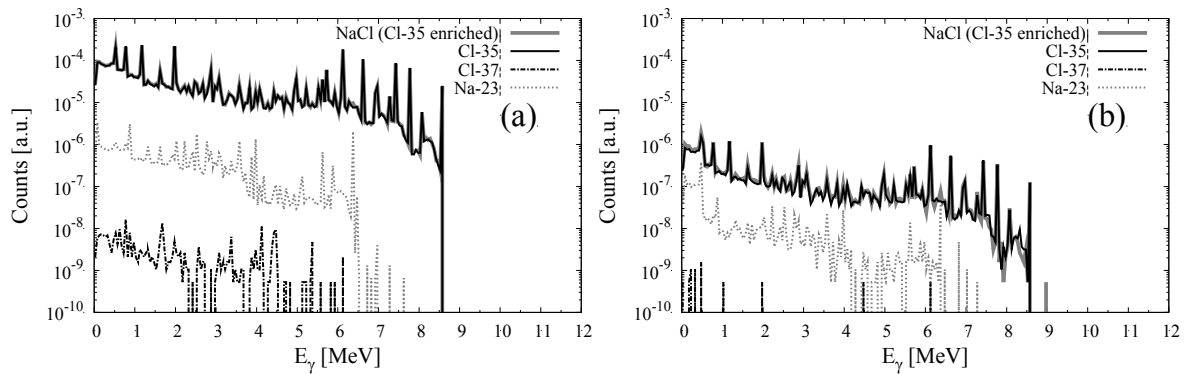 10⁻³
10⁻⁴
10⁻⁵
10⁻⁶
10⁻⁷
10⁻⁸
10⁻⁹
10⁻¹⁰
Counts [a.u.]
NaCl (Cl-35 enriched)
Cl-35
Cl-37
Na-23
(a)
0 1 2 3 4 5 6 7 8 9 10 11 12
E_γ [MeV]
10⁻³
10⁻⁴
10⁻⁵
10⁻⁶
10⁻⁷
10⁻⁸
10⁻⁹
10⁻¹⁰
Counts [a.u.]
NaCl (Cl-35 enriched)
Cl-35
Cl-37
Na-23
(b)
0 1 2 3 4 5 6 7 8 9 10 11 12
E_γ [MeV]